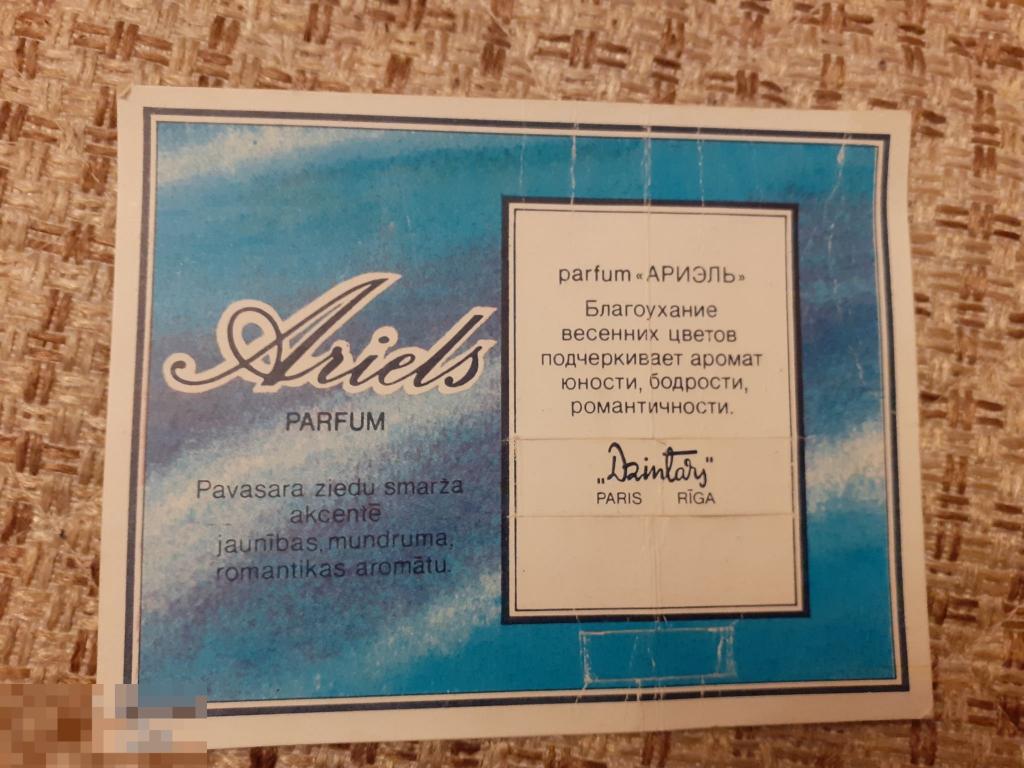 Ariels
PARFUM
Pavasara ziedu smarža
akcentē
jaunības, mundruma,
romantikas aromātu.
parfum «АРИЭЛЬ»
Благоухание
весенних цветов
подчеркивает аромат
юности, бодрости,
романтичности.
„Dzintars"
PARIS RĪGA